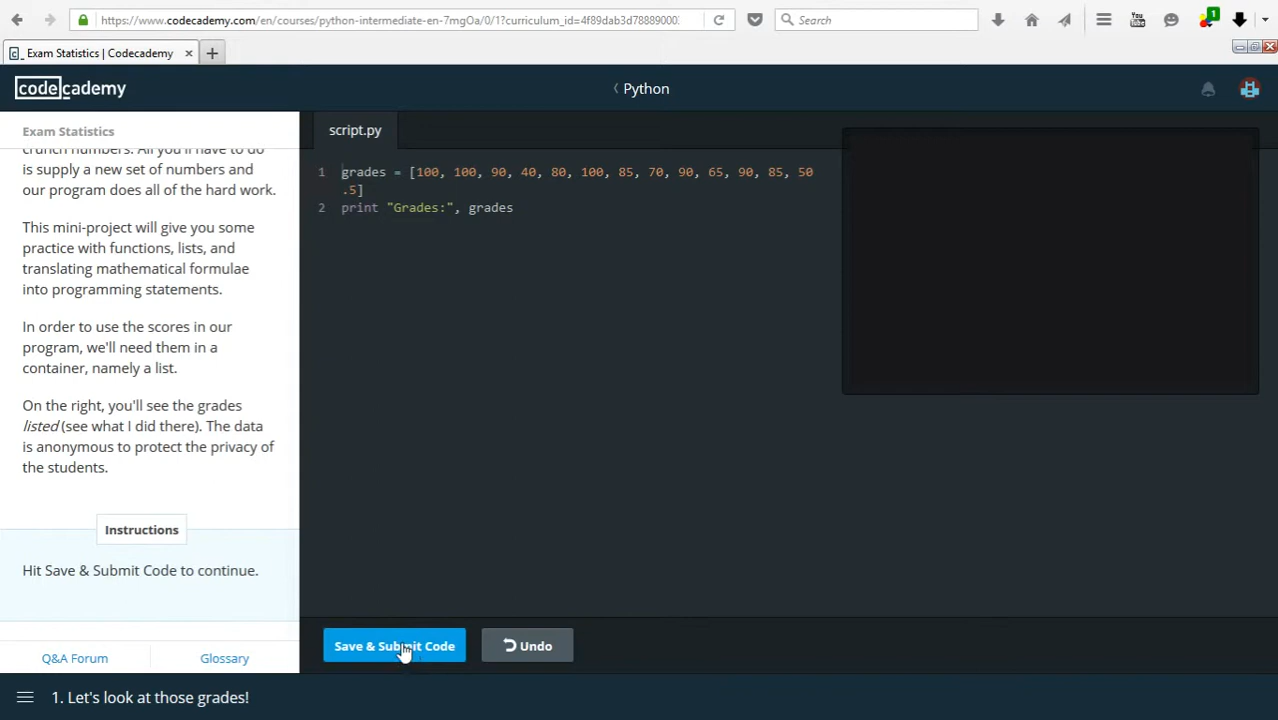 https://www.codecademy.com/en/courses/python-intermediate-en-7mgOa/0/1?curriculum_id=4f89dab3d78889000:
Search
1
Exam Statistics | Codecademy
codecademy
Python
Exam Statistics
script.py
crunch numbers. All you'll have to
do is supply a new set of numbers and
our program does all of the hard work.
This mini-project will give you some
practice with functions, lists, and
translating mathematical formulae
into programming statements.
In order to use the scores in our
program, we'll need them in a
container, namely a list.
On the right, you'll see the grades
listed (see what I did there). The data
is anonymous to protect the privacy of
the students.
Instructions
Hit Save & Submit Code to continue.
Q&A Forum
Glossary
1 grades = [100, 100, 90, 40, 80, 100, 85, 70, 90, 65, 90, 85, 50
.5]
2 print "Grades:", grades
Save & Submit Code
Undo
1. Let's look at those grades!